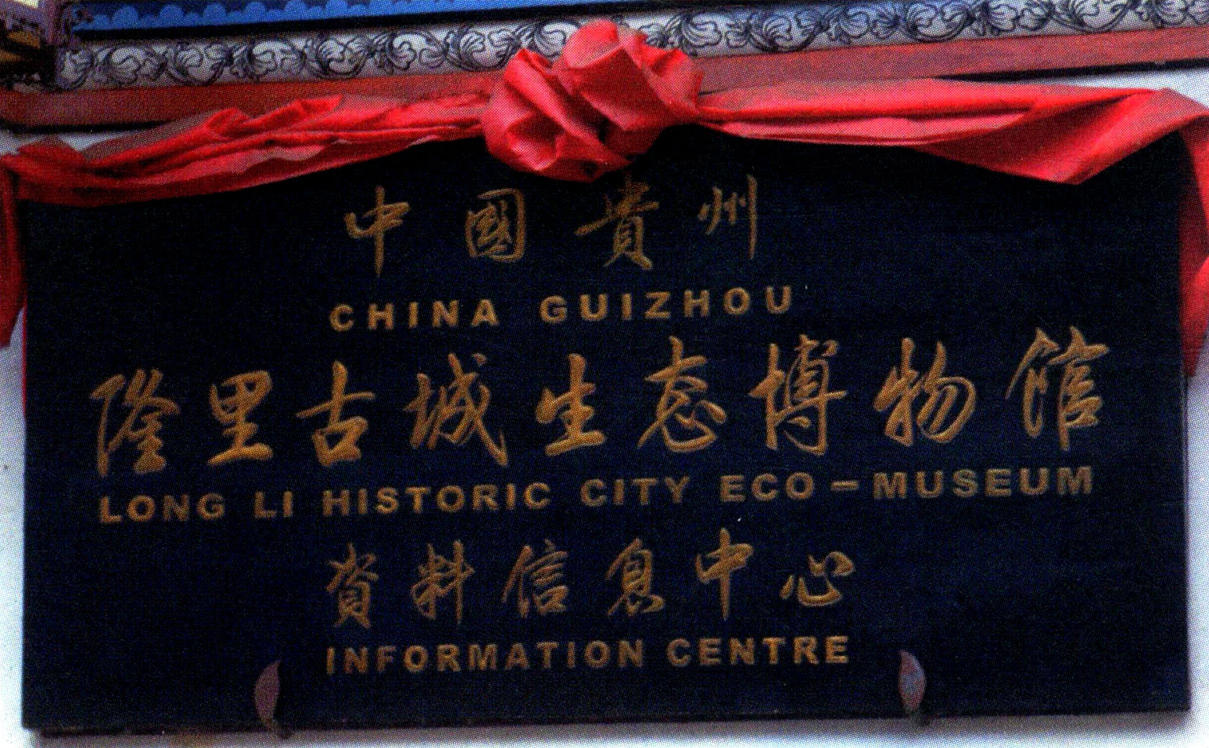 中國貴州
CHINA GUIZHOU
隆里古城生态博物馆
LONG LI HISTORIC CITY ECO-MUSEUM
資料信息中心
INFORMATION CENTRE